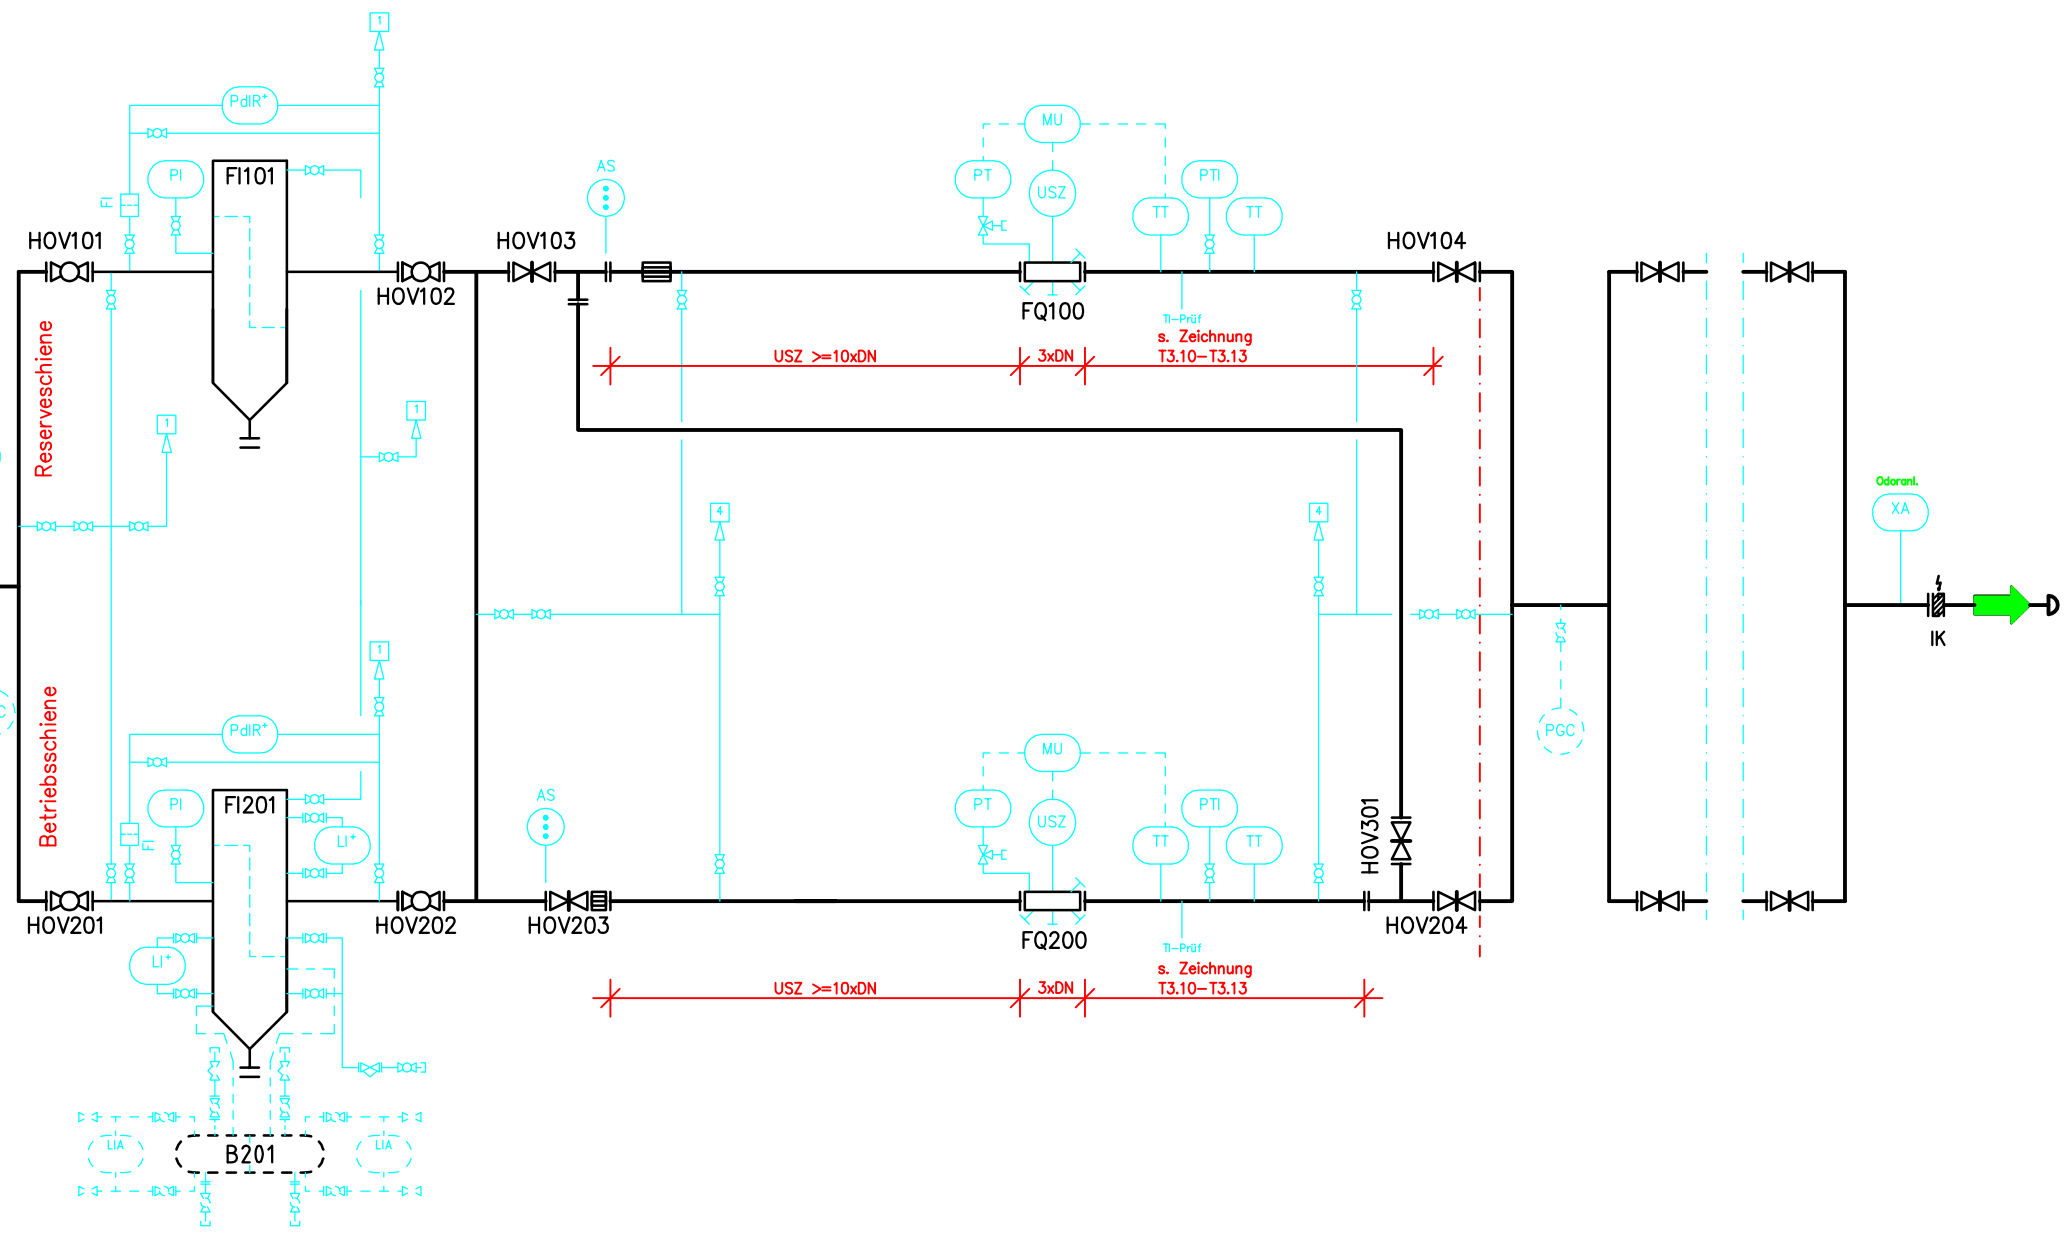 1
PdIR+
AS
MU
FI101
PI
PT
USZ
PTI
FI
TT
TT
HOV101
HOV103
HOV104
HOV102
FQ100
TI-Prüf
s. Zeichnung
USZ >=10xDN
3xDN
T3.10-T3.13
Reserveschiene
1
1
Odoranl.
XA
4
4
IK
1
Betriebsschiene
C
PdIR+
MU
PGC
AS
FI201
PI
PT
USZ
PTI
FI
LI+
TT
TT
HOV301
HOV201
HOV202
HOV203
FQ200
HOV204
TI-Prüf
LI+
s. Zeichnung
USZ >=10xDN
3xDN
T3.10-T3.13
LIA
B201
LIA